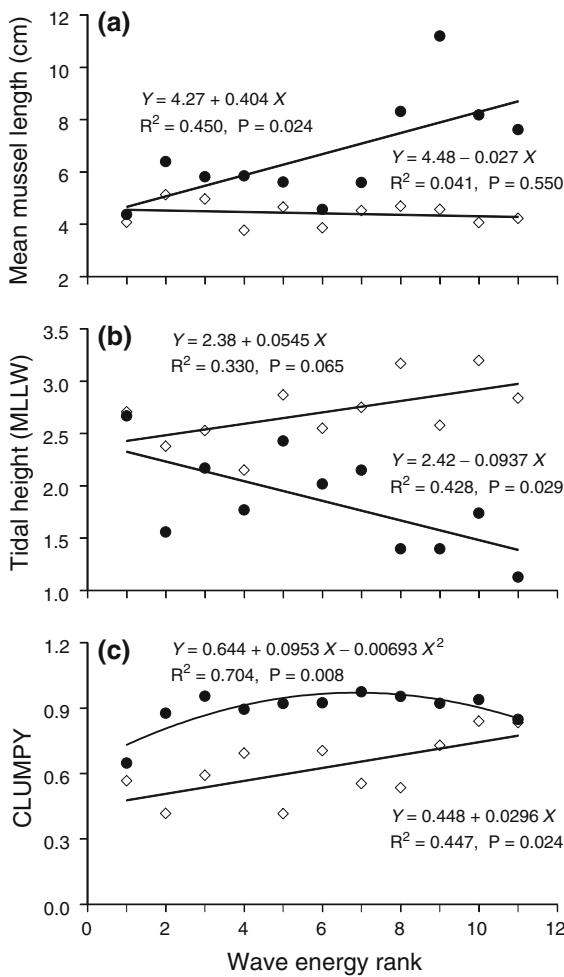 (a)
Mean mussel length (cm)
12
10
8
6
4
2
Y = 4.27 + 0.404 X
R² = 0.450, P = 0.024
Y = 4.48 – 0.027 X
R² = 0.041, P = 0.550
(b)
Tidal height (MLLW)
3.5
3.0
2.5
2.0
1.5
1.0
Y = 2.38 + 0.0545 X
R² = 0.330, P = 0.065
Y = 2.42 – 0.0937 X
R² = 0.428, P = 0.029
(c)
CLUMPY
1.2
0.9
0.6
0.3
0.0
Y = 0.644 + 0.0953 X – 0.00693 X²
R² = 0.704, P = 0.008
Y = 0.448 + 0.0296 X
R² = 0.447, P = 0.024
0 2 4 6 8 10 12
Wave energy rank